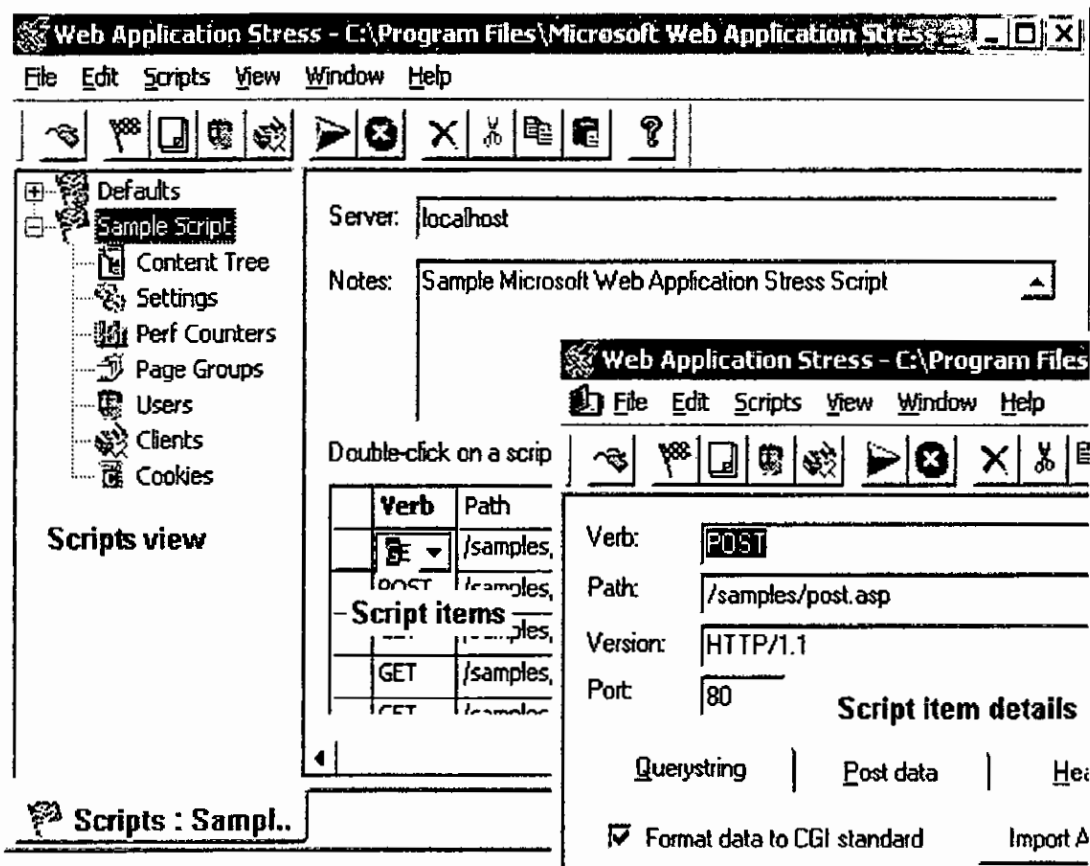 Web Application Stress - C:\Program Files\Microsoft Web Application Stress
File Edit Scripts View Window Help
Defaults
Sample Script
Content Tree
Settings
Perf Counters
Page Groups
Users
Clients
Cookies
Scripts view
Server: localhost
Notes: Sample Microsoft Web Application Stress Script
Double-click on a scrip
Verb Path
/samples,
POST /samples,
Script items
GET /samples,
GET
Scripts : Sampl..
Web Application Stress - C:\Program Files
File Edit Scripts View Window Help
Verb: POST
Path: /samples/post.asp
Version: HTTP/1.1
Port: 80
Script item details
Querystring Post data
Format data to CGI standard Import A